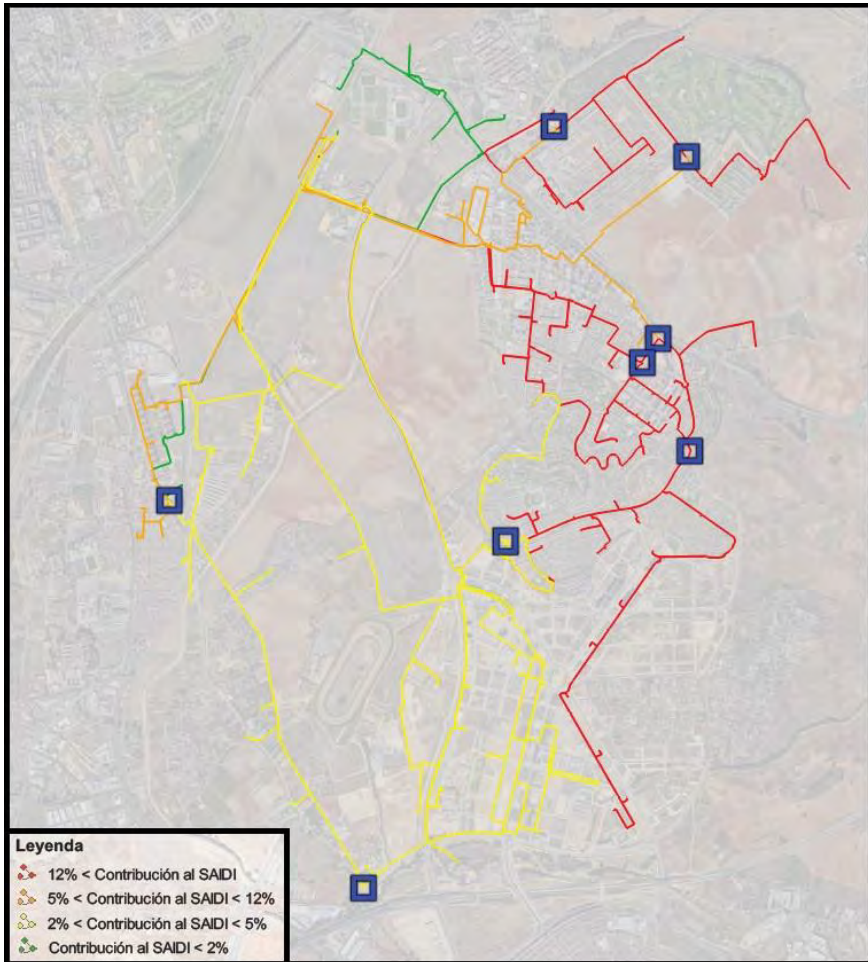 Leyenda
12% < Contribución al SAIDI
5% < Contribución al SAIDI < 12%
2% < Contribución al SAIDI < 5%
Contribución al SAIDI < 2%